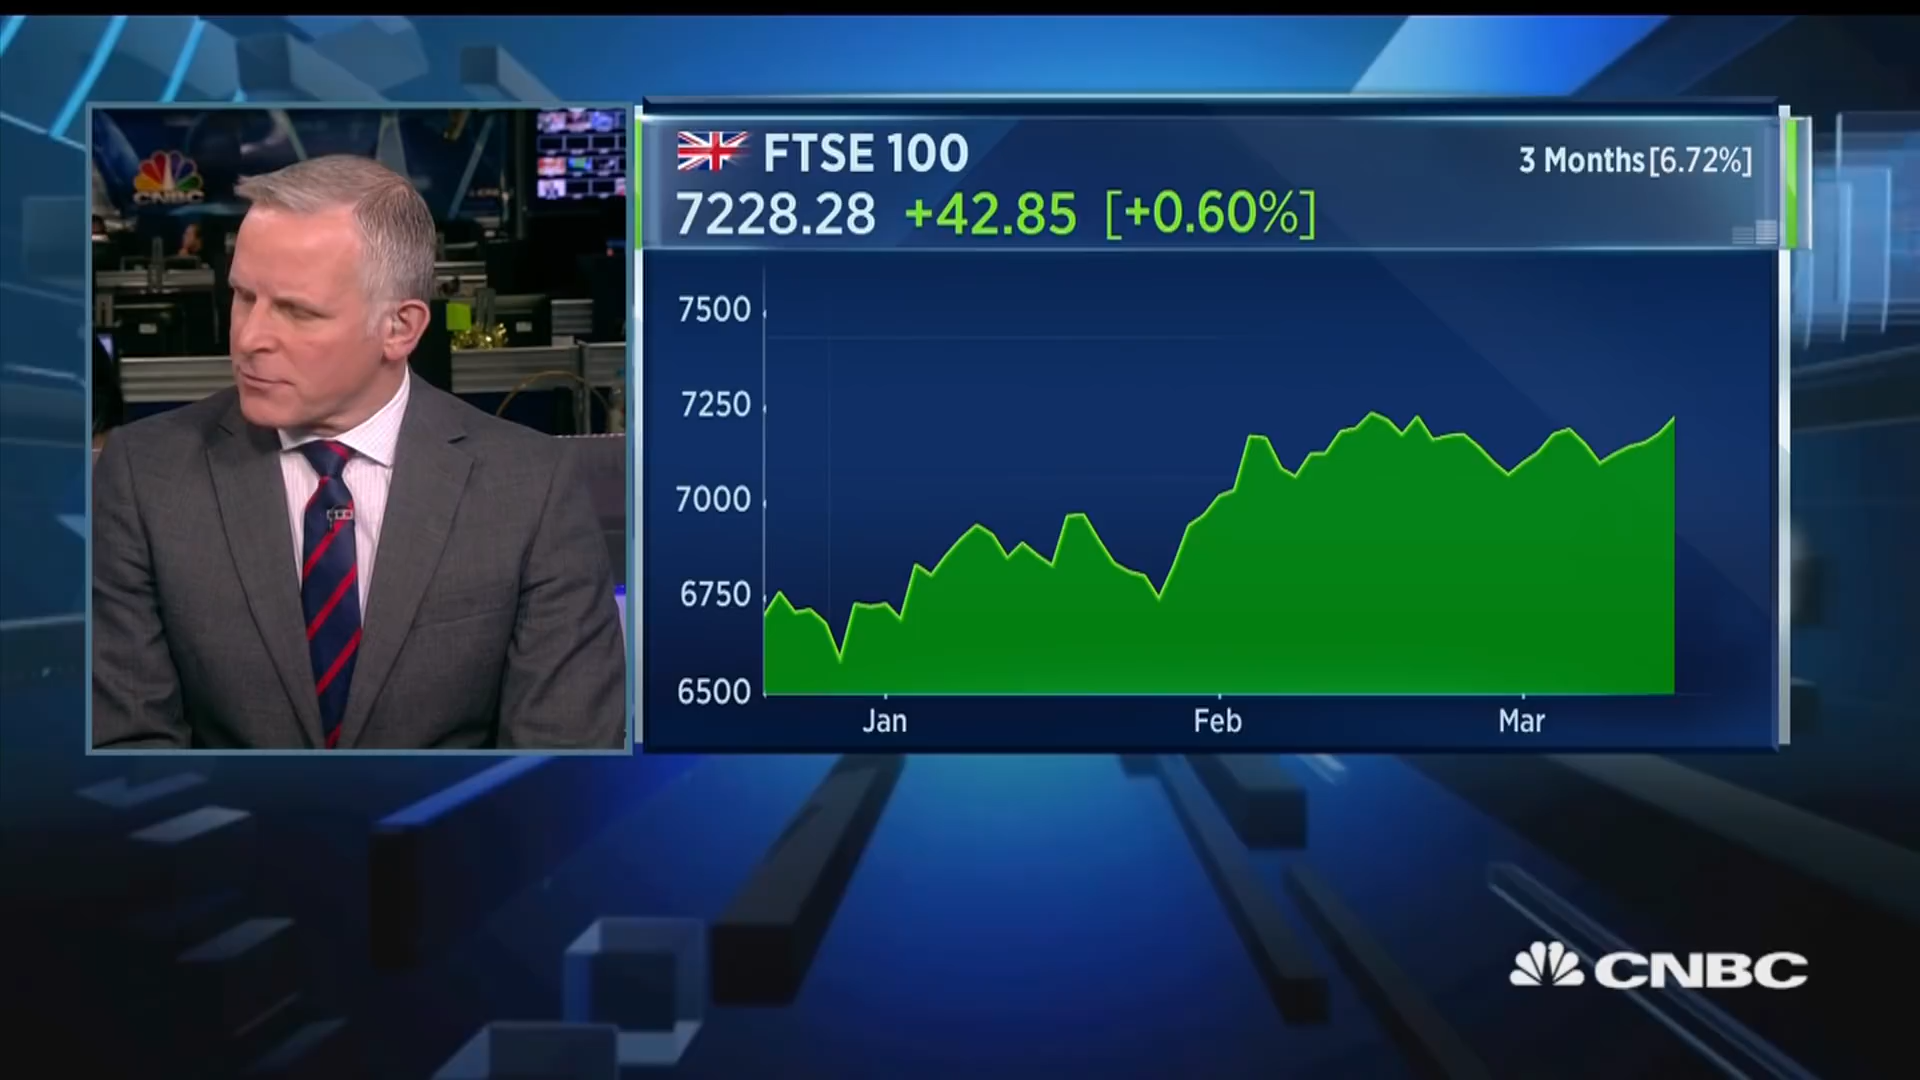 FTSE 100
3 Months[6.72%]
7228.28 +42.85 [+0.60%]
7500
7250
7000
6750
6500
Jan Feb Mar
CNBC
CNBC